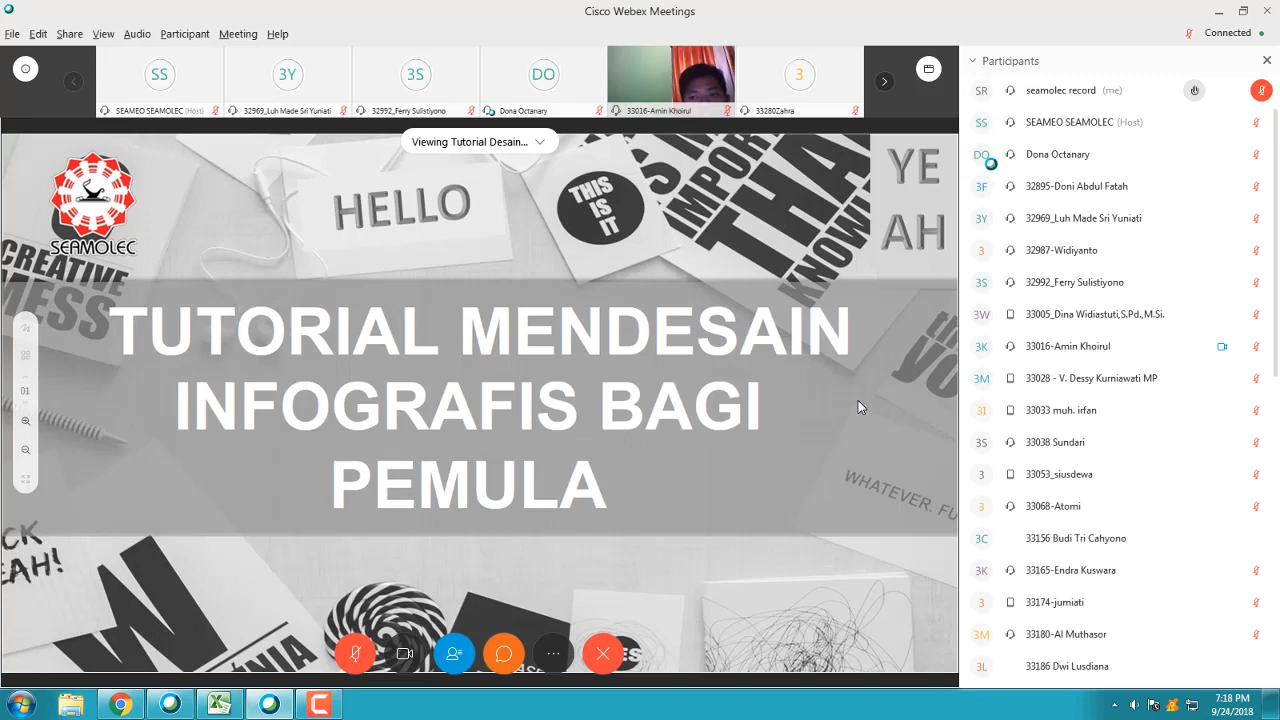 Cisco Webex Meetings
File Edit Share View Audio Participant Meeting Help
Connected
SS
3Y
3S
DO
3
SEAMEO SEAMOLEC (Host)
32969_Luh Made Sri Yuniati
32992_Ferry Sulistiyono
Dona Octanary
33016-Amin Khoirul
33280Zahra
Viewing Tutorial Desain...
SEAMOLEC
HELLO
THIS
IS
IT
YE
AH
CREATIVE
MESS
TUTORIAL MENDESAIN
INFOGRAFIS BAGI
PEMULA
01
WHATEVER.
Participants
SR seamolec record (me)
SS SEAMEO SEAMOLEC (Host)
DO Dona Octanary
3F 32895-Doni Abdul Fatah
3Y 32969_Luh Made Sri Yuniati
3 32987-Widiyanto
3S 32992_Ferry Sulistiyono
3W 33005_Dina Widiastuti,S.Pd.,M.Si.
3K 33016-Amin Khoirul
3M 33028 - V. Dessy Kurniawati MP
3I 33033 muh. irfan
3S 33038 Sundari
3 33053_siusdewa
3 33068-Atomi
3C 33156 Budi Tri Cahyono
3K 33165-Endra Kuswara
3 33174-jumiati
3M 33180-Al Muthasor
3L 33186 Dwi Lusdiana
7:18 PM
9/24/2018